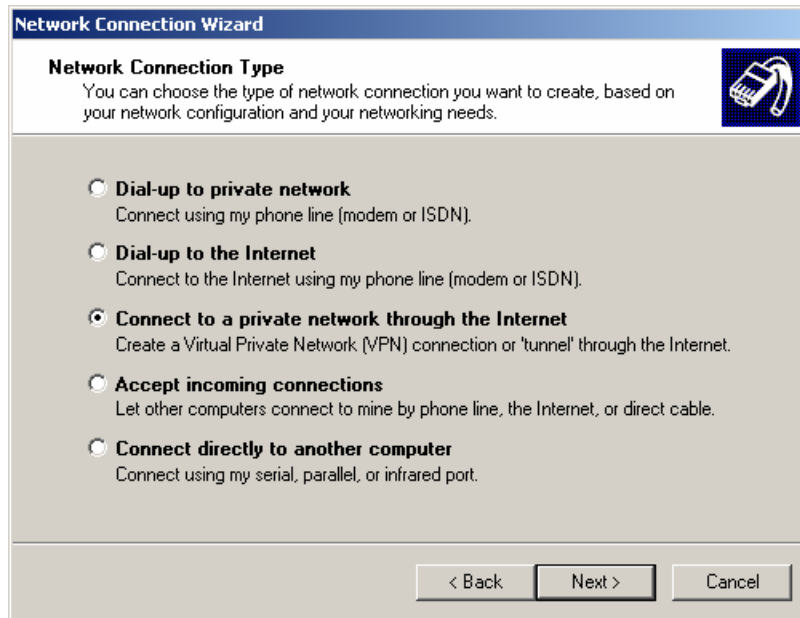 Network Connection Wizard
Network Connection Type
You can choose the type of network connection you want to create, based on
your network configuration and your networking needs.
Dial-up to private network
Connect using my phone line (modem or ISDN).
Dial-up to the Internet
Connect to the Internet using my phone line (modem or ISDN).
Connect to a private network through the Internet
Create a Virtual Private Network (VPN) connection or 'tunnel' through the Internet.
Accept incoming connections
Let other computers connect to mine by phone line, the Internet, or direct cable.
Connect directly to another computer
Connect using my serial, parallel, or infrared port.
< Back Next > Cancel